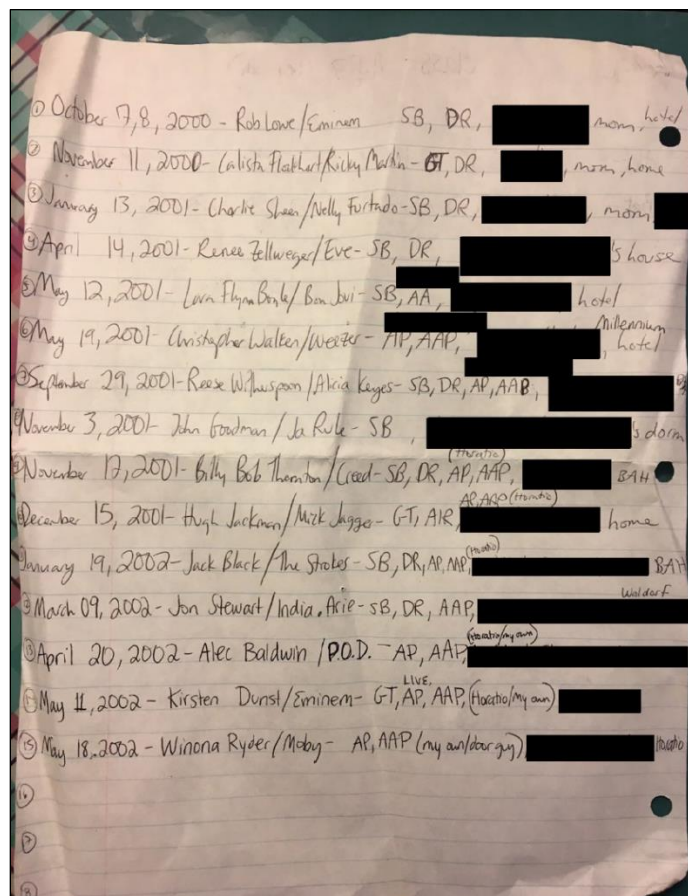 ① October 7,8, 2000 - Rob Lowe/Eminem SB, DR, mom, hotel
② November 11, 2000- Calista Flockhart/Ricky Martin - GT, DR, mom, home
③ January 13, 2001- Charlie Sheen/Nelly Furtado-SB, DR, mom,
④ April 14, 2001- Renee Zellweger/Eve- SB, DR, 's house
⑤ May 12, 2001- Lara Flynn Boyle/Bon Jovi- SB, AA, hotel
⑥ May 19, 2001- Christopher Walken/Weezer- AP, AAP, Millennium hotel
⑦ September 29, 2001-Reese Witherspoon/Alicia Keyes- SB, DR, AP, AAP,
November 3, 2001- John Goodman/Ja Rule- SB , 's dorm
November 17, 2001- Billy Bob Thornton/Creed-SB, DR, AP, AAP, (Horatio) BAH
December 15, 2001- Hugh Jackman/Mick Jagger - GT, AIR, AP, AAP (Horatio) home
January 19, 2002-Jack Black/The Strokes - SB, DR, AP, AAP, (Horatio) BAH
March 09, 2002- Jon Stewart/India.Arie-SB, DR, AAP, Waldorf
⑬ April 20, 2002- Alec Baldwin/P.O.D. - AP, AAP, (Horatio/my own)
May 11, 2002 - Kirsten Dunst/Eminem- GT, LIVE, AP, AAP, (Horatio/my own)
⑮ May 18, 2002 - Winona Ryder/Moby- AP, AAP (my own/door guy) Horatio
⑯
⑰
18